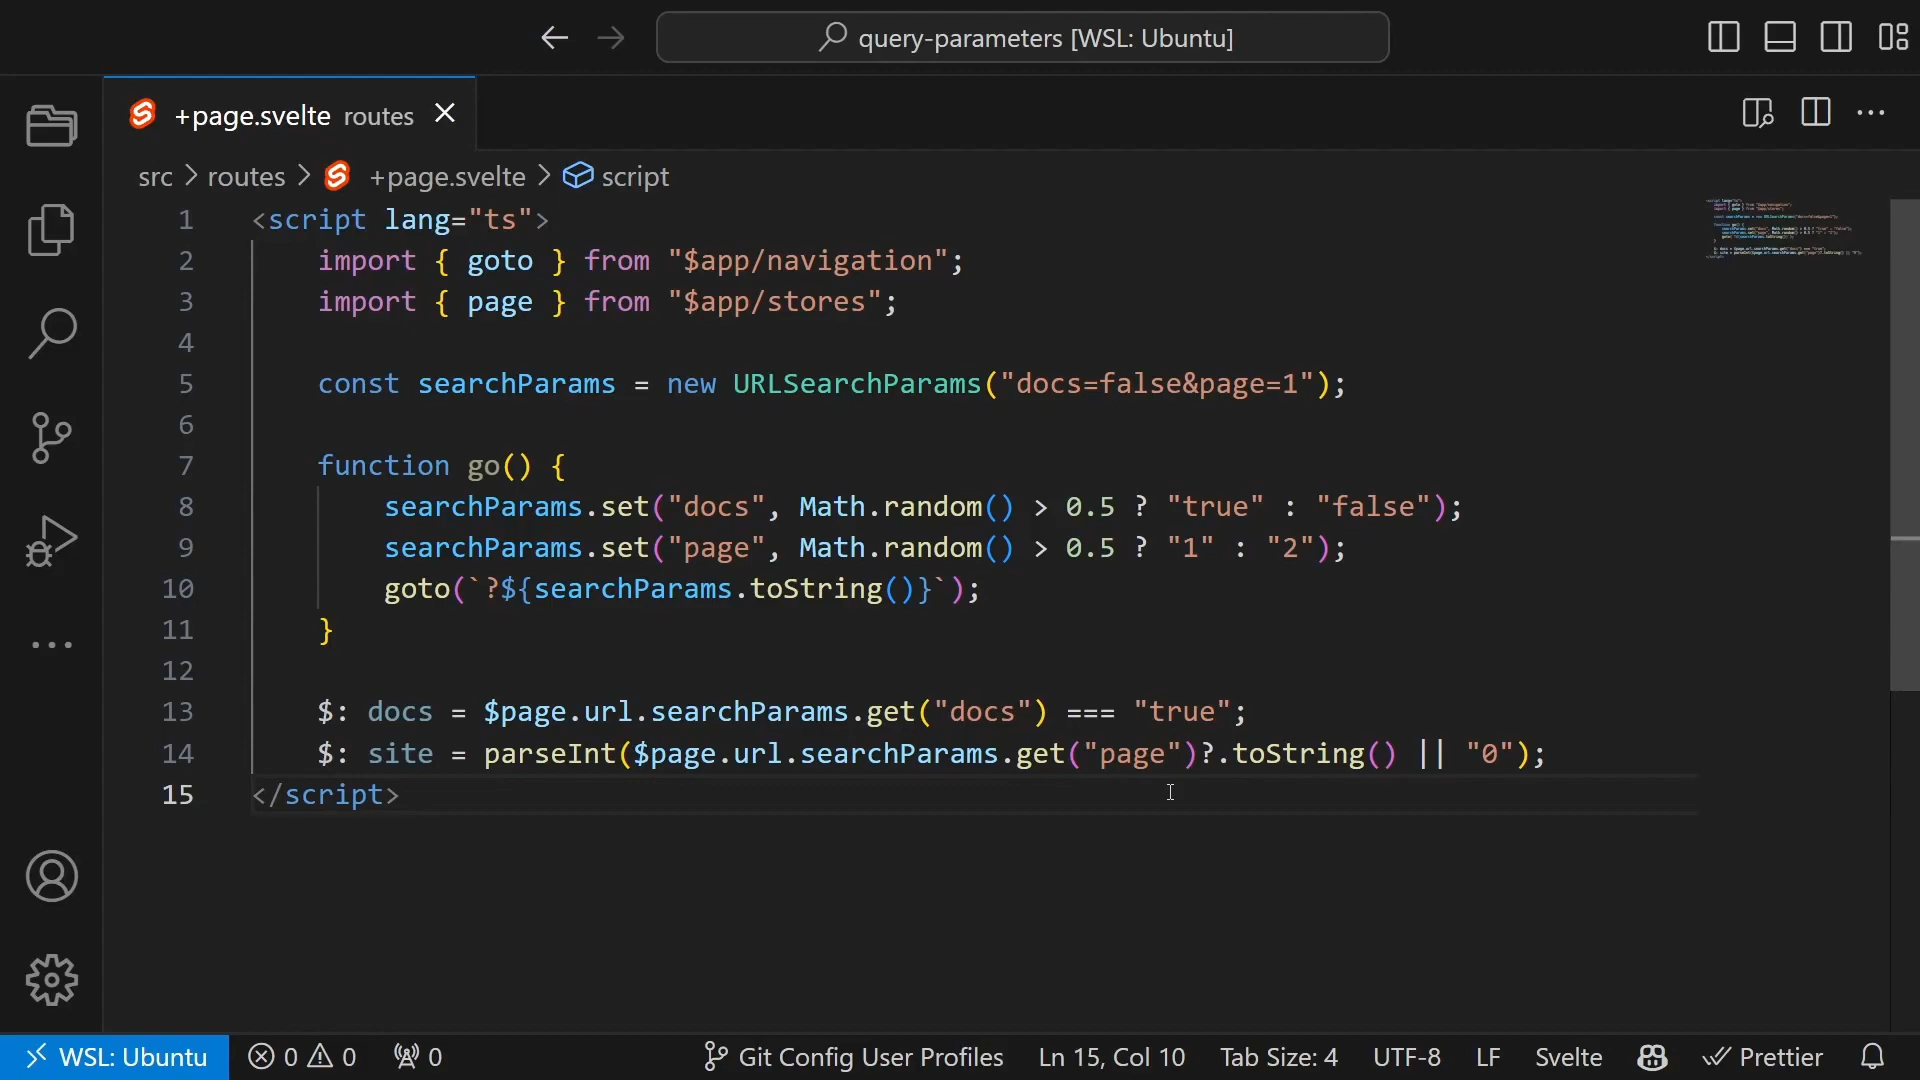 query-parameters [WSL: Ubuntu]
+page.svelte routes
src > routes > +page.svelte > script
1 <script lang="ts">
2 import { goto } from "$app/navigation";
3 import { page } from "$app/stores";
4
5 const searchParams = new URLSearchParams("docs=false&page=1");
6
7 function go() {
8 searchParams.set("docs", Math.random() > 0.5 ? "true" : "false");
9 searchParams.set("page", Math.random() > 0.5 ? "1" : "2");
10 goto(`?${searchParams.toString()}`);
11 }
12
13 $: docs = $page.url.searchParams.get("docs") === "true";
14 $: site = parseInt($page.url.searchParams.get("page")?.toString() || "0");
15 </script>
WSL: Ubuntu 0 0 0 Git Config User Profiles Ln 15, Col 10 Tab Size: 4 UTF-8 LF Svelte Prettier